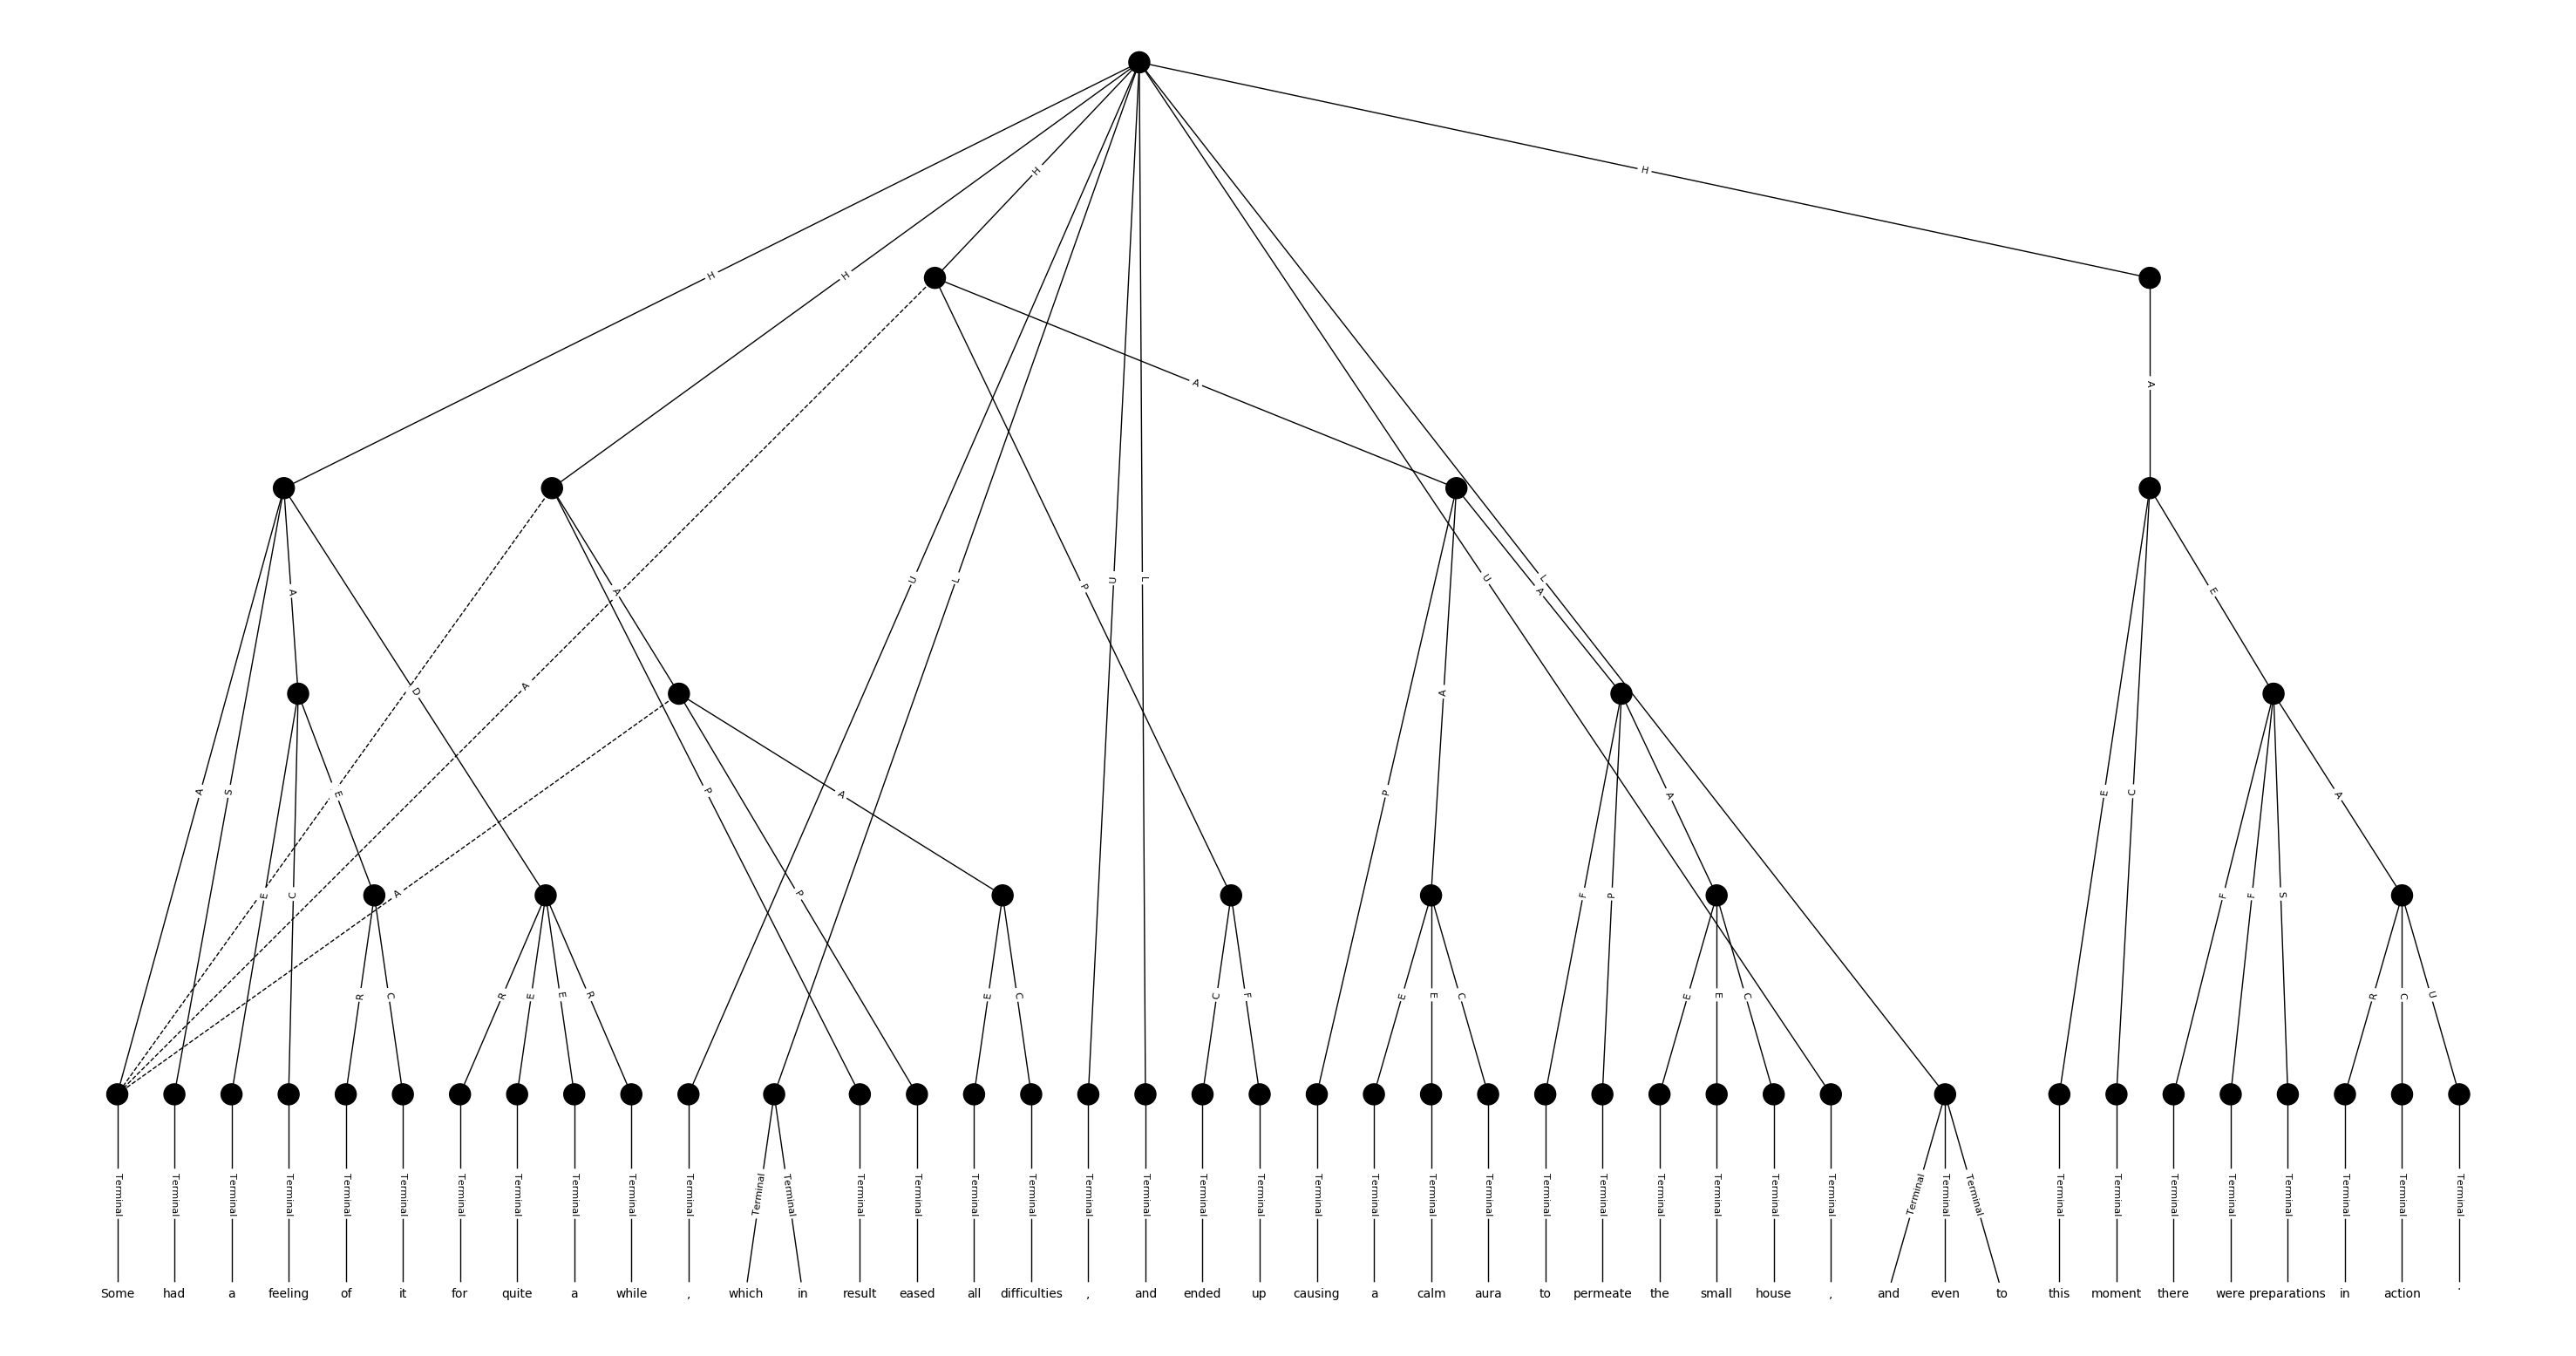 H
H
H
H
A
A
U
L
U
L
P
U
L
A
A
A
E
A
D
A
A
S
E
P
A
P
A
E
C
A
E
C
A
P
F
P
F
F
S
R
C
R
E
E
R
E
C
C
F
E
E
C
E
E
C
R
C
U
Terminal Terminal Terminal Terminal Terminal Terminal Terminal Terminal Terminal Terminal Terminal Terminal Terminal Terminal Terminal Terminal Terminal Terminal Terminal Terminal Terminal Terminal Terminal Terminal Terminal Terminal Terminal Terminal Terminal Terminal Terminal Terminal Terminal Terminal Terminal Terminal Terminal Terminal Terminal Terminal Terminal Terminal
Some had a feeling of it for quite a while , which in result eased all difficulties , and ended up causing a calm aura to permeate the small house , and even to this moment there were preparations in action .